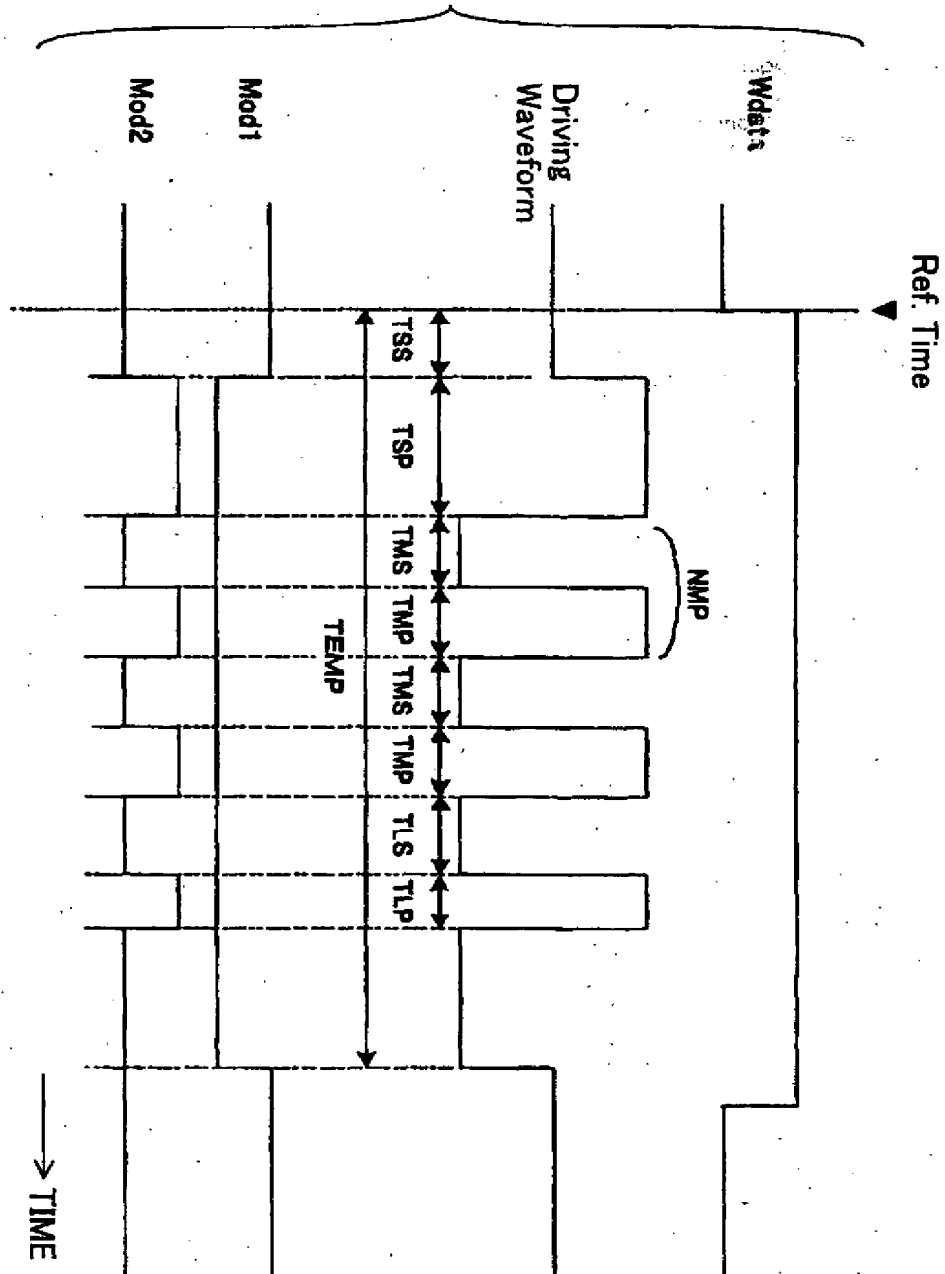 Ref. Time
Wdata
Driving
Waveform
NMP
TSS
TSP
TMS
TMP
TMS
TMP
TLS
TLP
TEMP
Mod1
Mod2
TIME